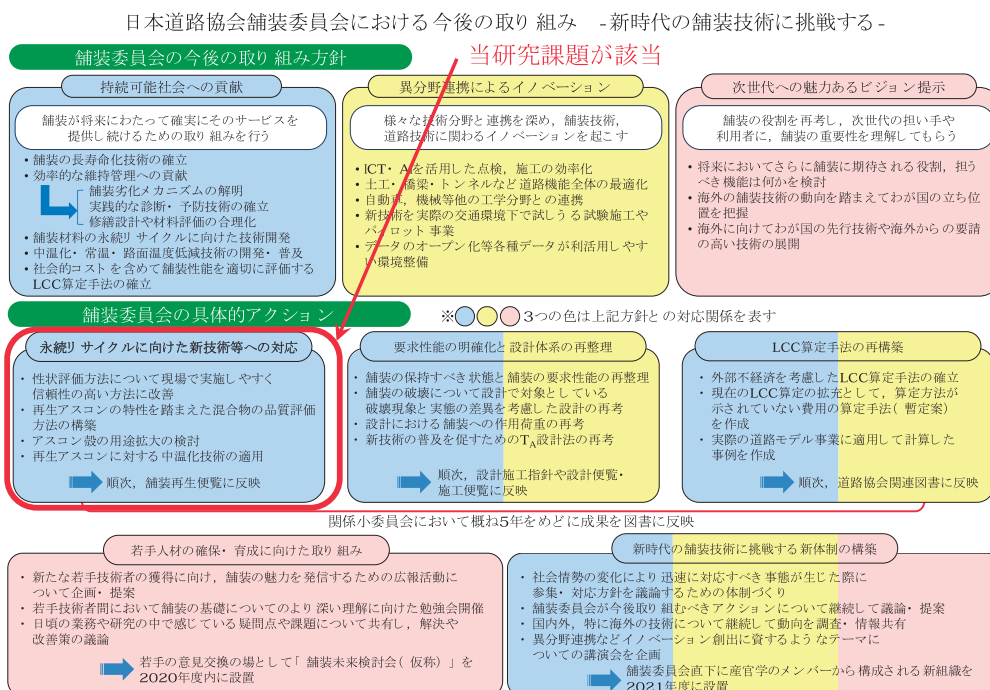 日本道路協会舗装委員会における今後の取り組み　-新時代の舗装技術に挑戦する-
舗装委員会の今後の取り組み方針
当研究課題が該当
持続可能社会への貢献
舗装が将来にわたって確実にそのサービスを
提供し続けるための取り組みを行う
・舗装の長寿命化技術の確立
・効率的な維持管理への貢献
舗装劣化メカニズムの解明
実践的な診断・予防技術の確立
修繕設計や材料評価の合理化
・舗装材料の永続リサイクルに向けた技術開発
・中温化・常温・路面温度低減技術の開発・普及
・社会的コストを含めて舗装性能を適切に評価する
LCC算定手法の確立
異分野連携によるイノベーション
様々な技術分野と連携を深め，舗装技術，
道路技術に関わるイノベーションを起こす
・ICT・AIを活用した点検，施工の効率化
・土工・橋梁・トンネルなど道路機能全体の最適化
・自動車，機械等他の工学分野との連携
・新技術を実際の交通環境下で試しうる試験施工や
パイロット事業
・データのオープン化等各種データが利活用しやす
い環境整備
次世代への魅力あるビジョン提示
舗装の役割を再考し，次世代の担い手や
利用者に，舗装の重要性を理解してもらう
・将来においてさらに舗装に期待される役割，担う
べき機能は何かを検討
・海外の舗装技術の動向を踏まえてわが国の立ち位
置を把握
・海外に向けてわが国の先行技術や海外からの要請
の高い技術の展開
舗装委員会の具体的アクション
※
3つの色は上記方針との対応関係を表す
永続リサイクルに向けた新技術等への対応
・性状評価方法について現場で実施しやすく
信頼性の高い方法に改善
・再生アスコンの特性を踏まえた混合物の品質評価
方法の構築
・アスコン殻の用途拡大の検討
・再生アスコンに対する中温化技術の適用
順次，舗装再生便覧に反映
要求性能の明確化と設計体系の再整理
・舗装の保持すべき状態と舗装の要求性能の再整理
・舗装の破壊について設計で対象としている
破壊現象と実態の差異を考慮した設計の再考
・設計における舗装への作用荷重の再考
・新技術の普及を促すためのTA設計法の再考
順次，設計施工指針や設計便覧・
施工便覧に反映
LCC算定手法の再構築
・外部不経済を考慮したLCC算定手法の確立
・現在のLCC算定の拡充として，算定方法が
示されていない費用の算定手法（暫定案）
を作成
・実際の道路モデル事業に適用して計算した
事例を作成
順次，道路協会関連図書に反映
関係小委員会において概ね5年をめどに成果を図書に反映
若手人材の確保・育成に向けた取り組み
・新たな若手技術者の獲得に向け，舗装の魅力を発信するための広報活動に
ついて企画・提案
・若手技術者間において舗装の基礎についてのより深い理解に向けた勉強会開催
・日頃の業務や研究の中で感じている疑問点や課題について共有し，解決や
改善策の議論
若手の意見交換の場として「舗装未来検討会（仮称）」を
2020年度内に設置
新時代の舗装技術に挑戦する新体制の構築
・社会情勢の変化により迅速に対応すべき事態が生じた際に
参集・対応方針を議論するための体制づくり
・舗装委員会が今後取り組むべきアクションについて継続して議論・提案
・国内外，特に海外の技術について継続して動向を調査・情報共有
・異分野連携などイノベーション創出に資するようなテーマに
ついての講演会を企画
舗装委員会直下に産官学のメンバーから構成される新組織を
2021年度に設置